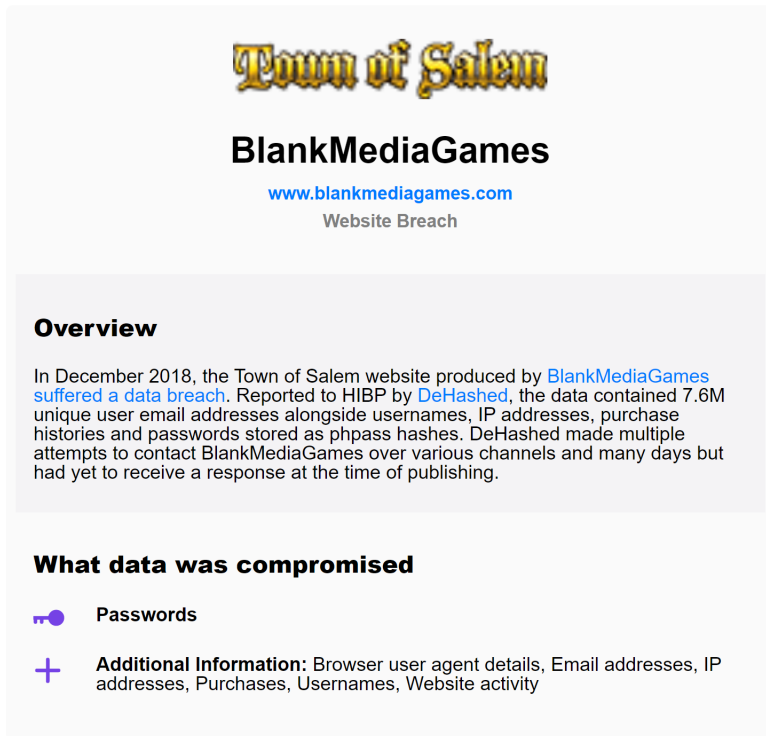 Town of Salem
BlankMediaGames
www.blankmediagames.com
Website Breach
Overview
In December 2018, the Town of Salem website produced by BlankMediaGames
suffered a data breach. Reported to HIBP by DeHashed, the data contained 7.6M
unique user email addresses alongside usernames, IP addresses, purchase
histories and passwords stored as phpass hashes. DeHashed made multiple
attempts to contact BlankMediaGames over various channels and many days but
had yet to receive a response at the time of publishing.
What data was compromised
Passwords
Additional Information: Browser user agent details, Email addresses, IP
addresses, Purchases, Usernames, Website activity